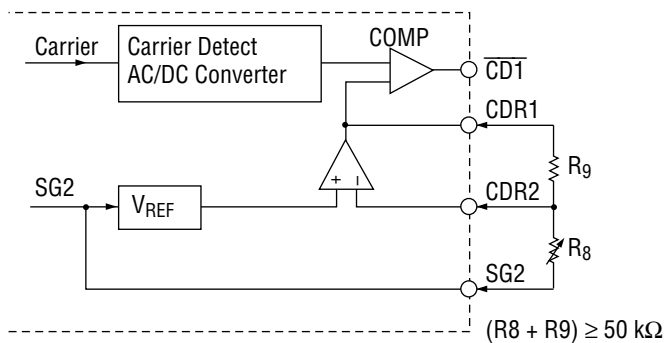 Carrier
Carrier Detect
AC/DC Converter
COMP
CD1
CDR1
R9
SG2
VREF
+ −
CDR2
R8
SG2
(R8 + R9) ≥ 50 kΩ